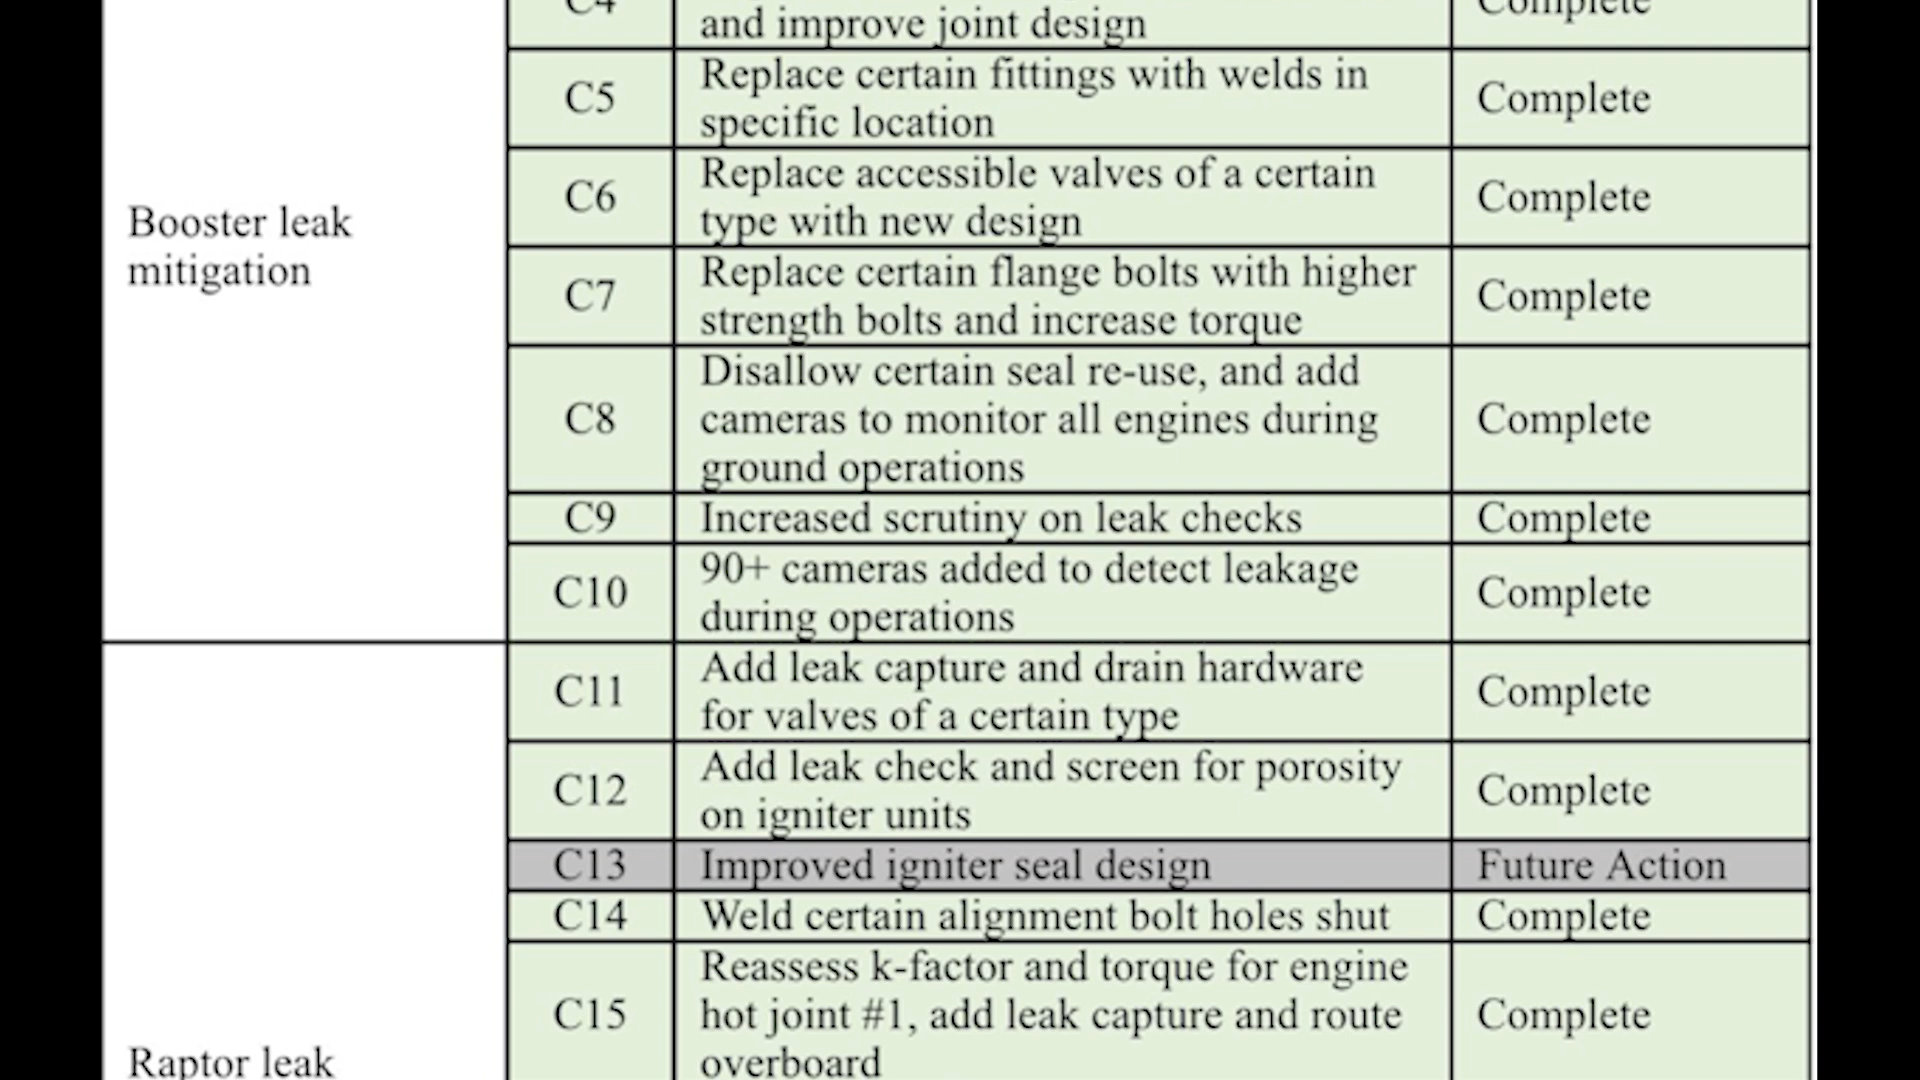 C4
and improve joint design
Complete
C5
Replace certain fittings with welds in
specific location
Complete
Booster leak
mitigation
C6
Replace accessible valves of a certain
type with new design
Complete
C7
Replace certain flange bolts with higher
strength bolts and increase torque
Complete
C8
Disallow certain seal re-use, and add
cameras to monitor all engines during
ground operations
Complete
C9
Increased scrutiny on leak checks
Complete
C10
90+ cameras added to detect leakage
during operations
Complete
C11
Add leak capture and drain hardware
for valves of a certain type
Complete
C12
Add leak check and screen for porosity
on igniter units
Complete
C13
Improved igniter seal design
Future Action
C14
Weld certain alignment bolt holes shut
Complete
Raptor leak
C15
Reassess k-factor and torque for engine
hot joint #1, add leak capture and route
overboard
Complete